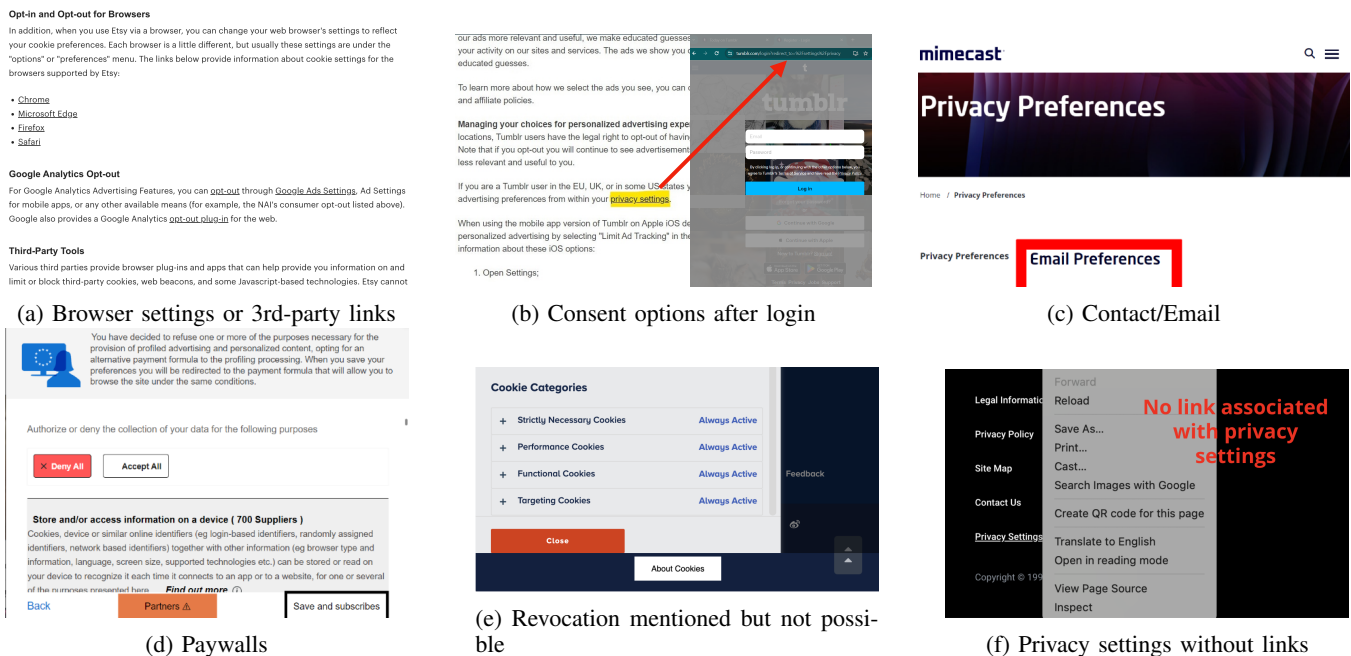 Opt-in and Opt-out for Browsers
In addition, when you use Etsy via a browser, you can change your web browser's settings to reflect
your cookie preferences. Each browser is a little different, but usually these settings are under the
"options" or "preferences" menu. The links below provide information about cookie settings for the
browsers supported by Etsy:
• Chrome
• Microsoft Edge
• Firefox
• Safari
Google Analytics Opt-out
For Google Analytics Advertising Features, you can opt-out through Google Ads Settings, Ad Settings
for mobile apps, or any other available means (for example, the NAI's consumer opt-out listed above).
Google also provides a Google Analytics opt-out plug-in for the web.
Third-Party Tools
Various third parties provide browser plug-ins and apps that can help provide you information on and
limit or block third-party cookies, web beacons, and some Javascript-based technologies. Etsy cannot
(a) Browser settings or 3rd-party links
our ads more relevant and useful, we make educated guesses
your activity on our sites and services. The ads we show you
educated guesses.
To learn more about how we select the ads you see, you can
and affiliate policies.
Managing your choices for personalized advertising expe
locations, Tumblr users have the legal right to opt-out of having
Note that if you opt-out you will continue to see advertisement
less relevant and useful to you.
If you are a Tumblr user in the EU, UK, or in some US states y
advertising preferences from within your privacy settings.
When using the mobile app version of Tumblr on Apple iOS de
personalized advertising by selecting "Limit Ad Tracking" in the
information about these iOS options:
1. Open Settings;
tumblr
Email
Password
Log in
Continue with Google
Continue with Apple
(b) Consent options after login
mimecast
Privacy Preferences
Home / Privacy Preferences
Privacy Preferences
Email Preferences
(c) Contact/Email
You have decided to refuse one or more of the purposes necessary for the
provision of profiled advertising and personalized content, opting for an
alternative payment formula to the profiling processing. When you save your
preferences you will be redirected to the payment formula that will allow you to
browse the site under the same conditions.
Authorize or deny the collection of your data for the following purposes
× Deny All
Accept All
Store and/or access information on a device ( 700 Suppliers )
Cookies, device or similar online identifiers (eg login-based identifiers, randomly assigned
identifiers, network based identifiers) together with other information (eg browser type and
information, language, screen size, supported technologies etc.) can be stored or read on
your device to recognize it each time it connects to an app or to a website, for one or several
of the purposes presented here. Find out more
Back
Partners ⚠
Save and subscribes
(d) Paywalls
Cookie Categories
+ Strictly Necessary Cookies Always Active
+ Performance Cookies Always Active
+ Functional Cookies Always Active
+ Targeting Cookies Always Active
Close
Feedback
About Cookies
(e) Revocation mentioned but not possi-
ble
Legal Informatic
Privacy Policy
Site Map
Contact Us
Privacy Settings
Copyright © 199
Forward
Reload
Save As...
Print...
Cast...
Search Images with Google
Create QR code for this page
Translate to English
Open in reading mode
View Page Source
Inspect
No link associated
with privacy
settings
(f) Privacy settings without links